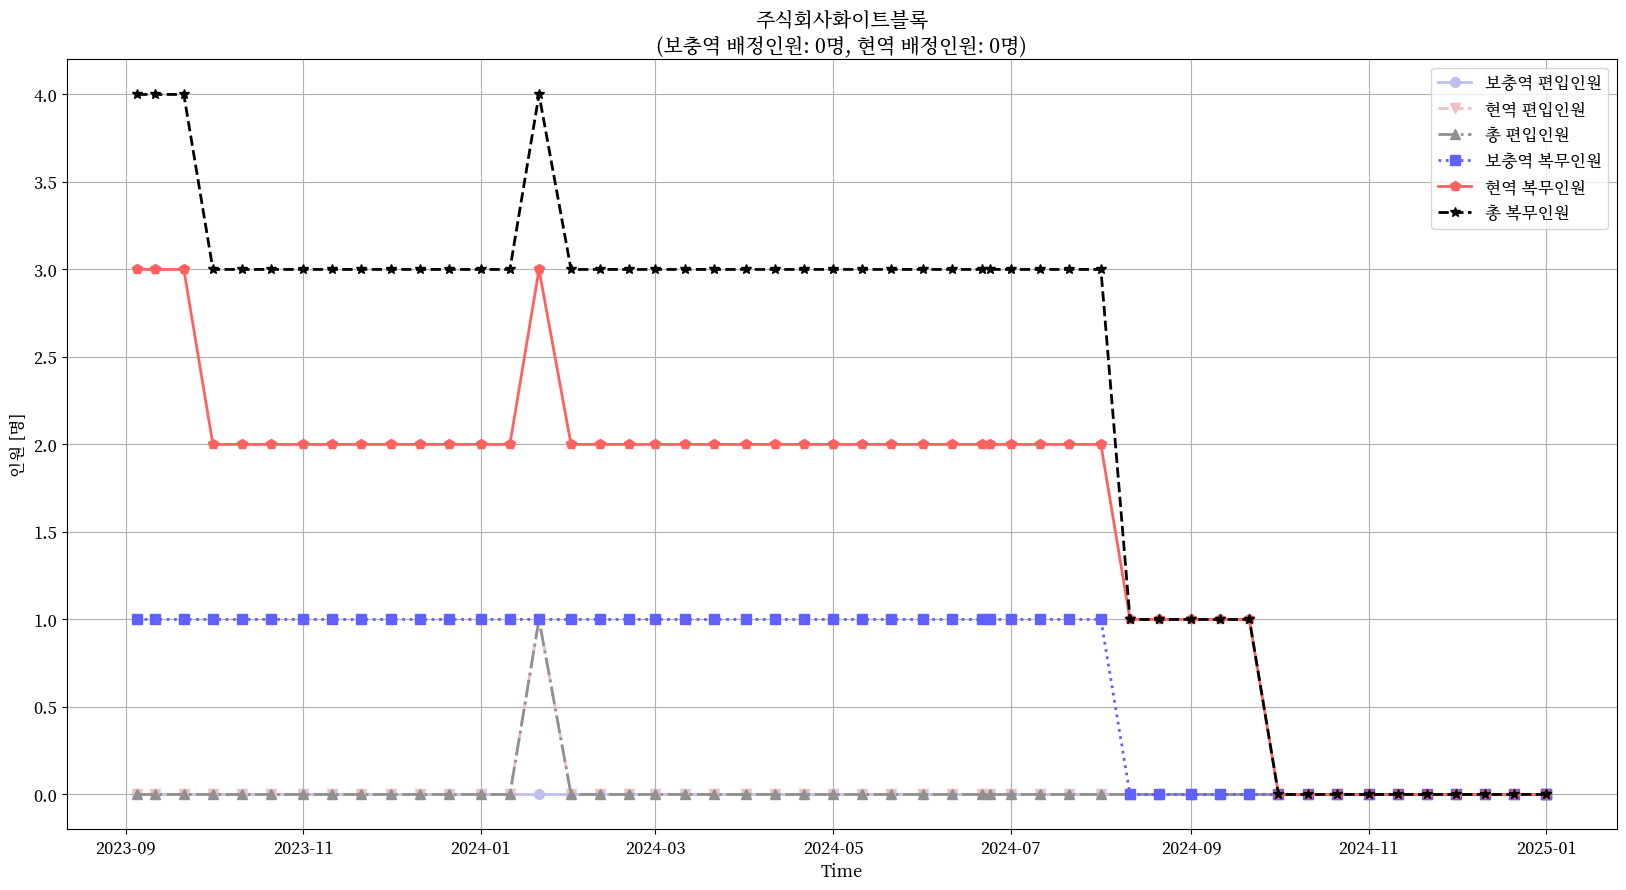 주식회사화이트블록
(보충역 배정인원: 0명, 현역 배정인원: 0명)
보충역 편입인원
현역 편입인원
총 편입인원
보충역 복무인원
현역 복무인원
총 복무인원
인원 [명]
4.0
3.5
3.0
2.5
2.0
1.5
1.0
0.5
0.0
2023-09 2023-11 2024-01 2024-03 2024-05 2024-07 2024-09 2024-11 2025-01
Time